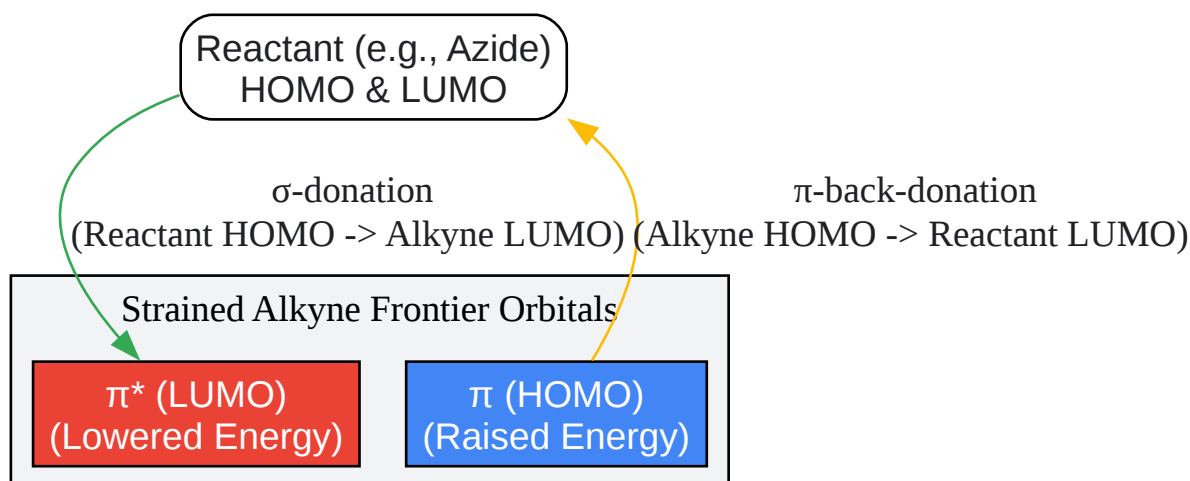 Reactant (e.g., Azide)
HOMO & LUMO
σ-donation
(Reactant HOMO -> Alkyne LUMO)
π-back-donation
(Alkyne HOMO -> Reactant LUMO)
Strained Alkyne Frontier Orbitals
π* (LUMO)
(Lowered Energy)
π (HOMO)
(Raised Energy)